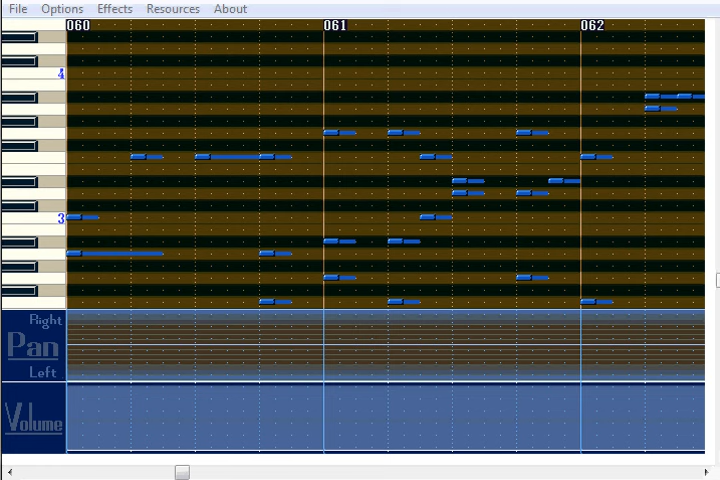 File Options Effects Resources About
060 061 062
4
3
Right
Pan
Left
Volume